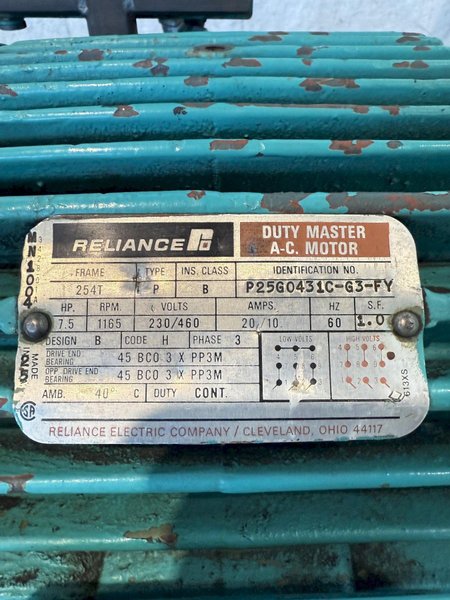 RELIANCE
DUTY MASTER
A-C. MOTOR
FRAME TYPE INS. CLASS IDENTIFICATION NO.
254T P B P25G0431C-G3-FY
HP. RPM. VOLTS AMPS. HZ S.F.
7.5 1165 230/460 20/10 60 1.0
DESIGN B CODE H PHASE 3
LOW VOLTS
HIGH VOLTS
DRIVE END
BEARING 45 BC0 3 X PP3M
OPP. DRIVE END
BEARING 45 BC0 3 X PP3M
AMB. 40° C DUTY CONT.
RELIANCE ELECTRIC COMPANY / CLEVELAND, OHIO 44117
MADE
613XS